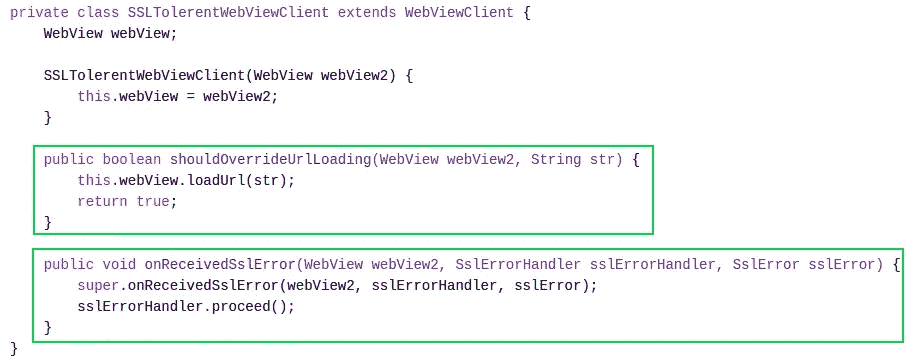 private class SSLTolerentWebViewClient extends WebViewClient {
    WebView webView;

    SSLTolerentWebViewClient(WebView webView2) {
        this.webView = webView2;
    }

    public boolean shouldOverrideUrlLoading(WebView webView2, String str) {
        this.webView.loadUrl(str);
        return true;
    }

    public void onReceivedSslError(WebView webView2, SslErrorHandler sslErrorHandler, SslError sslError) {
        super.onReceivedSslError(webView2, sslErrorHandler, sslError);
        sslErrorHandler.proceed();
    }
}